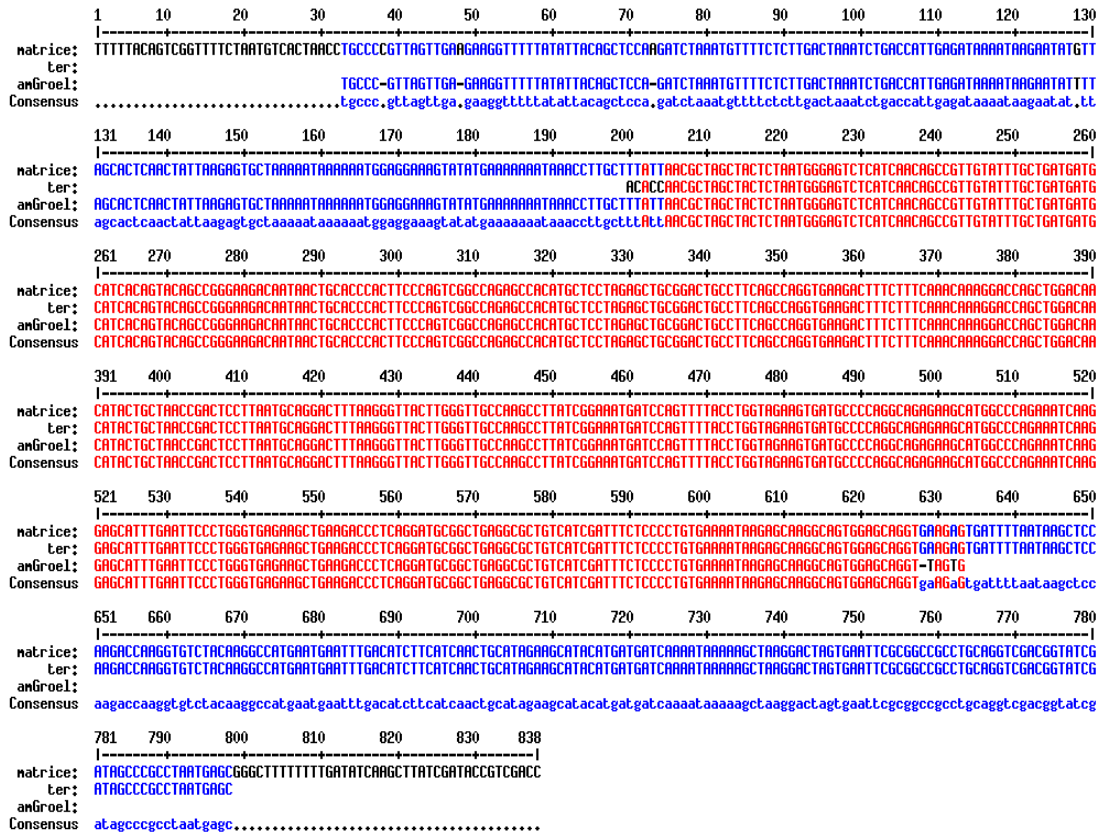 1 10 20 30 40 50 60 70 80 90 100 110 120 130
|--------+---------+---------+---------+---------+---------+---------+---------+---------+---------+---------+---------+---------|
matrice: TTTTTACAGTCGGTTTTCTAATGTCACTAACCTGCCCCGTTAGTTGAAGAAGGTTTTTATATTACAGCTCCAAGATCTAAATGTTTTCTCTTGACTAAATCTGACCATTGAGATAAAATAAGAATATGTT
ter:
amGroel: TGCCC-GTTAGTTGA-GAAGGTTTTTATATTACAGCTCCA-GATCTAAATGTTTTCTCTTGACTAAATCTGACCATTGAGATAAAATAAGAATATTTT
Consensus ................................tgccc.gttagttga.gaaggtttttatattacagctcca.gatctaaatgttttctcttgactaaatctgaccattgagataaaataagaatat.tt
131 140 150 160 170 180 190 200 210 220 230 240 250 260
|--------+---------+---------+---------+---------+---------+---------+---------+---------+---------+---------+---------+---------|
matrice: AGCACTCAACTATTAAGAGTGCTAAAAATAAAAAATGGAGGAAAGTATATGAAAAAAATAAACCTTGCTTTATTAACGCTAGCTACTCTAATGGGAGTCTCATCAACAGCCGTTGTATTTGCTGATGATG
ter: ACACCAACGCTAGCTACTCTAATGGGAGTCTCATCAACAGCCGTTGTATTTGCTGATGATG
amGroel: AGCACTCAACTATTAAGAGTGCTAAAAATAAAAAATGGAGGAAAGTATATGAAAAAAATAAACCTTGCTTTATTAACGCTAGCTACTCTAATGGGAGTCTCATCAACAGCCGTTGTATTTGCTGATGATG
Consensus agcactcaactattaagagtgctaaaaataaaaaatggaggaaagtatatgaaaaaaataaaccttgctttAttAACGCTAGCTACTCTAATGGGAGTCTCATCAACAGCCGTTGTATTTGCTGATGATG
261 270 280 290 300 310 320 330 340 350 360 370 380 390
|--------+---------+---------+---------+---------+---------+---------+---------+---------+---------+---------+---------+---------|
matrice: CATCACAGTACAGCCGGGAAGACAATAACTGCACCCACTTCCCAGTCGGCCAGAGCCACATGCTCCTAGAGCTGCGGACTGCCTTCAGCCAGGTGAAGACTTTCTTTCAAACAAAGGACCAGCTGGACAA
ter: CATCACAGTACAGCCGGGAAGACAATAACTGCACCCACTTCCCAGTCGGCCAGAGCCACATGCTCCTAGAGCTGCGGACTGCCTTCAGCCAGGTGAAGACTTTCTTTCAAACAAAGGACCAGCTGGACAA
amGroel: CATCACAGTACAGCCGGGAAGACAATAACTGCACCCACTTCCCAGTCGGCCAGAGCCACATGCTCCTAGAGCTGCGGACTGCCTTCAGCCAGGTGAAGACTTTCTTTCAAACAAAGGACCAGCTGGACAA
Consensus CATCACAGTACAGCCGGGAAGACAATAACTGCACCCACTTCCCAGTCGGCCAGAGCCACATGCTCCTAGAGCTGCGGACTGCCTTCAGCCAGGTGAAGACTTTCTTTCAAACAAAGGACCAGCTGGACAA
391 400 410 420 430 440 450 460 470 480 490 500 510 520
|--------+---------+---------+---------+---------+---------+---------+---------+---------+---------+---------+---------+---------|
matrice: CATACTGCTAACCGACTCCTTAATGCAGGACTTTAAGGGTTACTTGGGTTGCCAAGCCTTATCGGAAATGATCCAGTTTTACCTGGTAGAAGTGATGCCCCAGGCAGAGAAGCATGGCCCAGAAATCAAG
ter: CATACTGCTAACCGACTCCTTAATGCAGGACTTTAAGGGTTACTTGGGTTGCCAAGCCTTATCGGAAATGATCCAGTTTTACCTGGTAGAAGTGATGCCCCAGGCAGAGAAGCATGGCCCAGAAATCAAG
amGroel: CATACTGCTAACCGACTCCTTAATGCAGGACTTTAAGGGTTACTTGGGTTGCCAAGCCTTATCGGAAATGATCCAGTTTTACCTGGTAGAAGTGATGCCCCAGGCAGAGAAGCATGGCCCAGAAATCAAG
Consensus CATACTGCTAACCGACTCCTTAATGCAGGACTTTAAGGGTTACTTGGGTTGCCAAGCCTTATCGGAAATGATCCAGTTTTACCTGGTAGAAGTGATGCCCCAGGCAGAGAAGCATGGCCCAGAAATCAAG
521 530 540 550 560 570 580 590 600 610 620 630 640 650
|--------+---------+---------+---------+---------+---------+---------+---------+---------+---------+---------+---------+---------|
matrice: GAGCATTTGAATTCCCTGGGTGAGAAGCTGAAGACCCTCAGGATGCGGCTGAGGCGCTGTCATCGATTTCTCCCCTGTGAAAATAAGAGCAAGGCAGTGGAGCAGGTGAAGAGTGATTTTAATAAGCTCC
ter: GAGCATTTGAATTCCCTGGGTGAGAAGCTGAAGACCCTCAGGATGCGGCTGAGGCGCTGTCATCGATTTCTCCCCTGTGAAAATAAGAGCAAGGCAGTGGAGCAGGTGAAGAGTGATTTTAATAAGCTCC
amGroel: GAGCATTTGAATTCCCTGGGTGAGAAGCTGAAGACCCTCAGGATGCGGCTGAGGCGCTGTCATCGATTTCTCCCCTGTGAAAATAAGAGCAAGGCAGTGGAGCAGGT-TAGTG
Consensus GAGCATTTGAATTCCCTGGGTGAGAAGCTGAAGACCCTCAGGATGCGGCTGAGGCGCTGTCATCGATTTCTCCCCTGTGAAAATAAGAGCAAGGCAGTGGAGCAGGTgaAGaGtgattttaataagctcc
651 660 670 680 690 700 710 720 730 740 750 760 770 780
|--------+---------+---------+---------+---------+---------+---------+---------+---------+---------+---------+---------+---------|
matrice: AAGACCAAGGTGTCTACAAGGCCATGAATGAATTTGACATCTTCATCAACTGCATAGAAGCATACATGATGATCAAAATAAAAAGCTAAGGACTAGTGAATTCGCGGCCGCCTGCAGGTCGACGGTATCG
ter: AAGACCAAGGTGTCTACAAGGCCATGAATGAATTTGACATCTTCATCAACTGCATAGAAGCATACATGATGATCAAAATAAAAAGCTAAGGACTAGTGAATTCGCGGCCGCCTGCAGGTCGACGGTATCG
amGroel:
Consensus aagaccaaggtgtctacaaggccatgaatgaatttgacatcttcatcaactgcatagaagcatacatgatgatcaaaataaaaagctaaggactagtgaattcgcggccgcctgcaggtcgacggtatcg
781 790 800 810 820 830 838
|--------+---------+---------+---------+---------+-------|
matrice: ATAGCCCGCCTAATGAGCGGGCTTTTTTTTGATATCAAGCTTATCGATACCGTCGACC
ter: ATAGCCCGCCTAATGAGC
amGroel:
Consensus atagcccgcctaatgagc........................................